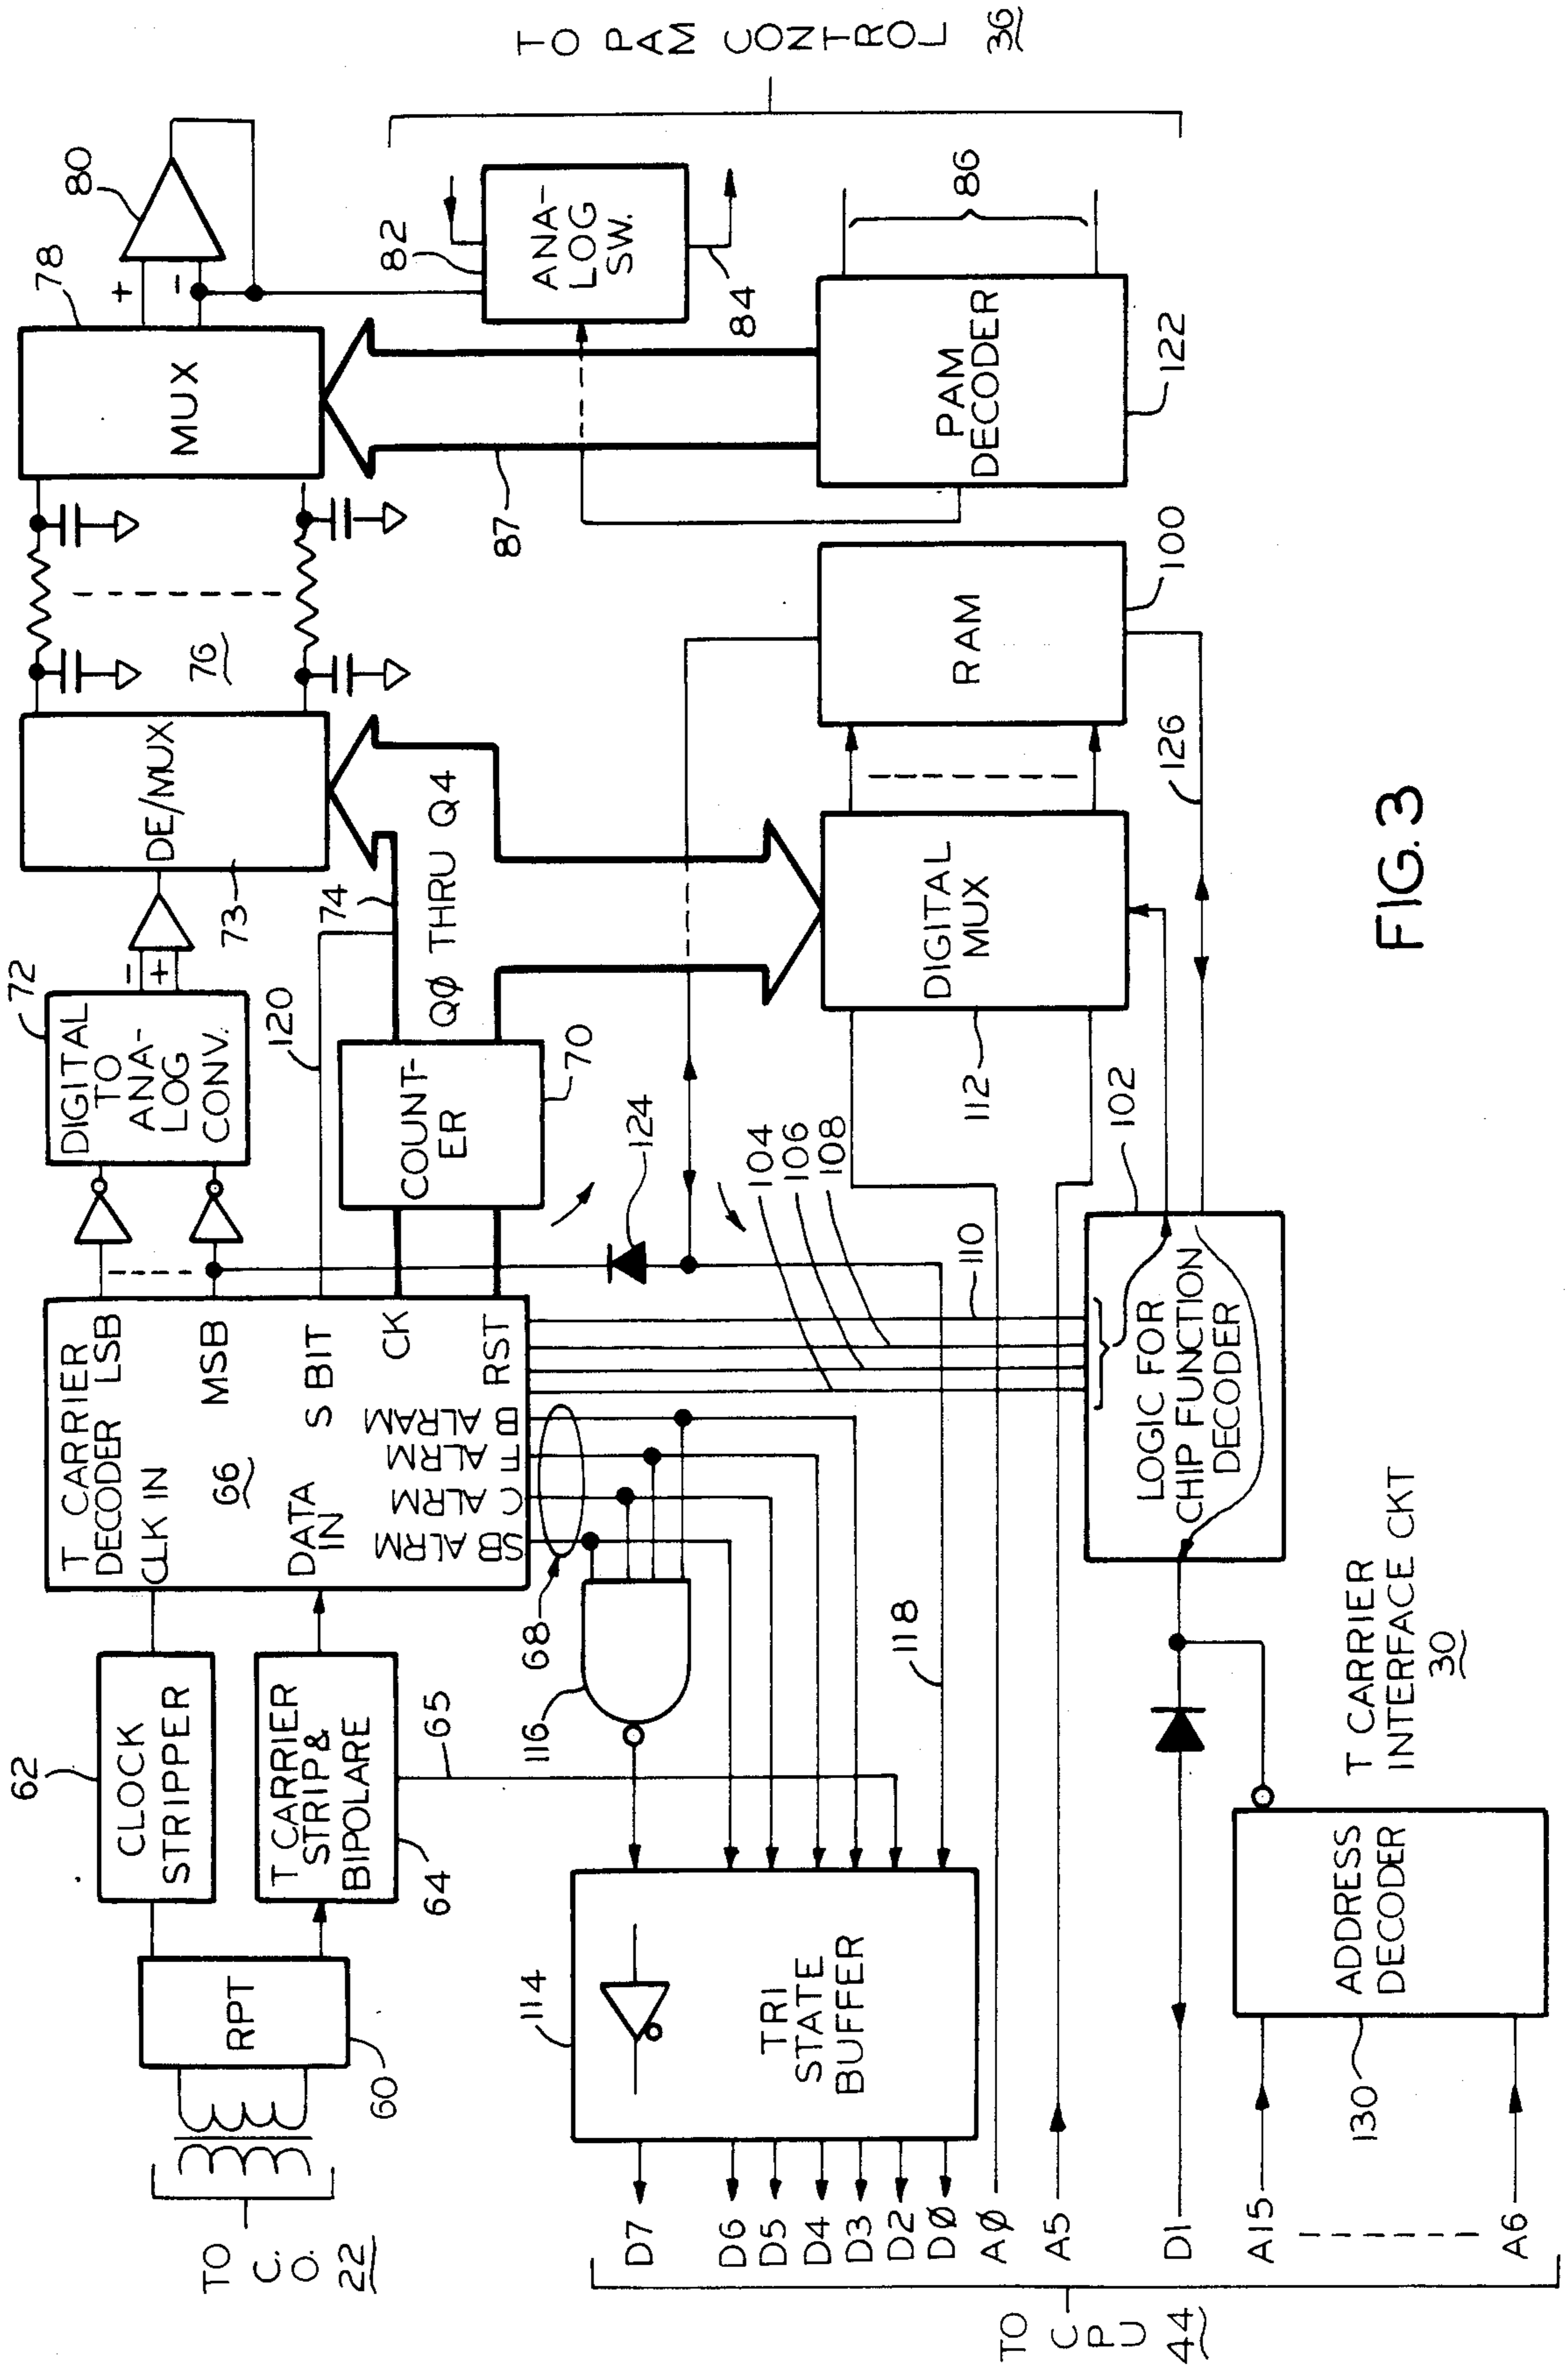 TO PAM CONTROL 36
80
78
+
-
MUX
82
ANA-
LOG
SW.
84
86
PAM
DECODER
122
87
76
RAM
100
126
DE/MUX
73
74
QØ THRU Q4
DIGITAL
MUX
112
72
DIGITAL
TO
ANA-
LOG
CONV.
-
+
120
COUNT-
ER
70
124
104
106
108
110
102
LOGIC FOR
CHIP FUNCTION
DECODER
T CARRIER
DECODER LSB
CLK IN
MSB
66
S BIT
DATA
IN
CK
RST
B ALRAM
T ALRM
C ALRM
SB ALRM
68
116
118
62
CLOCK
STRIPPER
T CARRIER
STRIP &
BIPOLARE
64
65
RPT
60
TO
C.
O.
22
114
TRI
STATE
BUFFER
D7
D6
D5
D4
D3
D2
DØ
AØ
A5
D1
A15
A6
TO
C
P
U
44
130
ADDRESS
DECODER
T CARRIER
INTERFACE CKT
30
FIG. 3